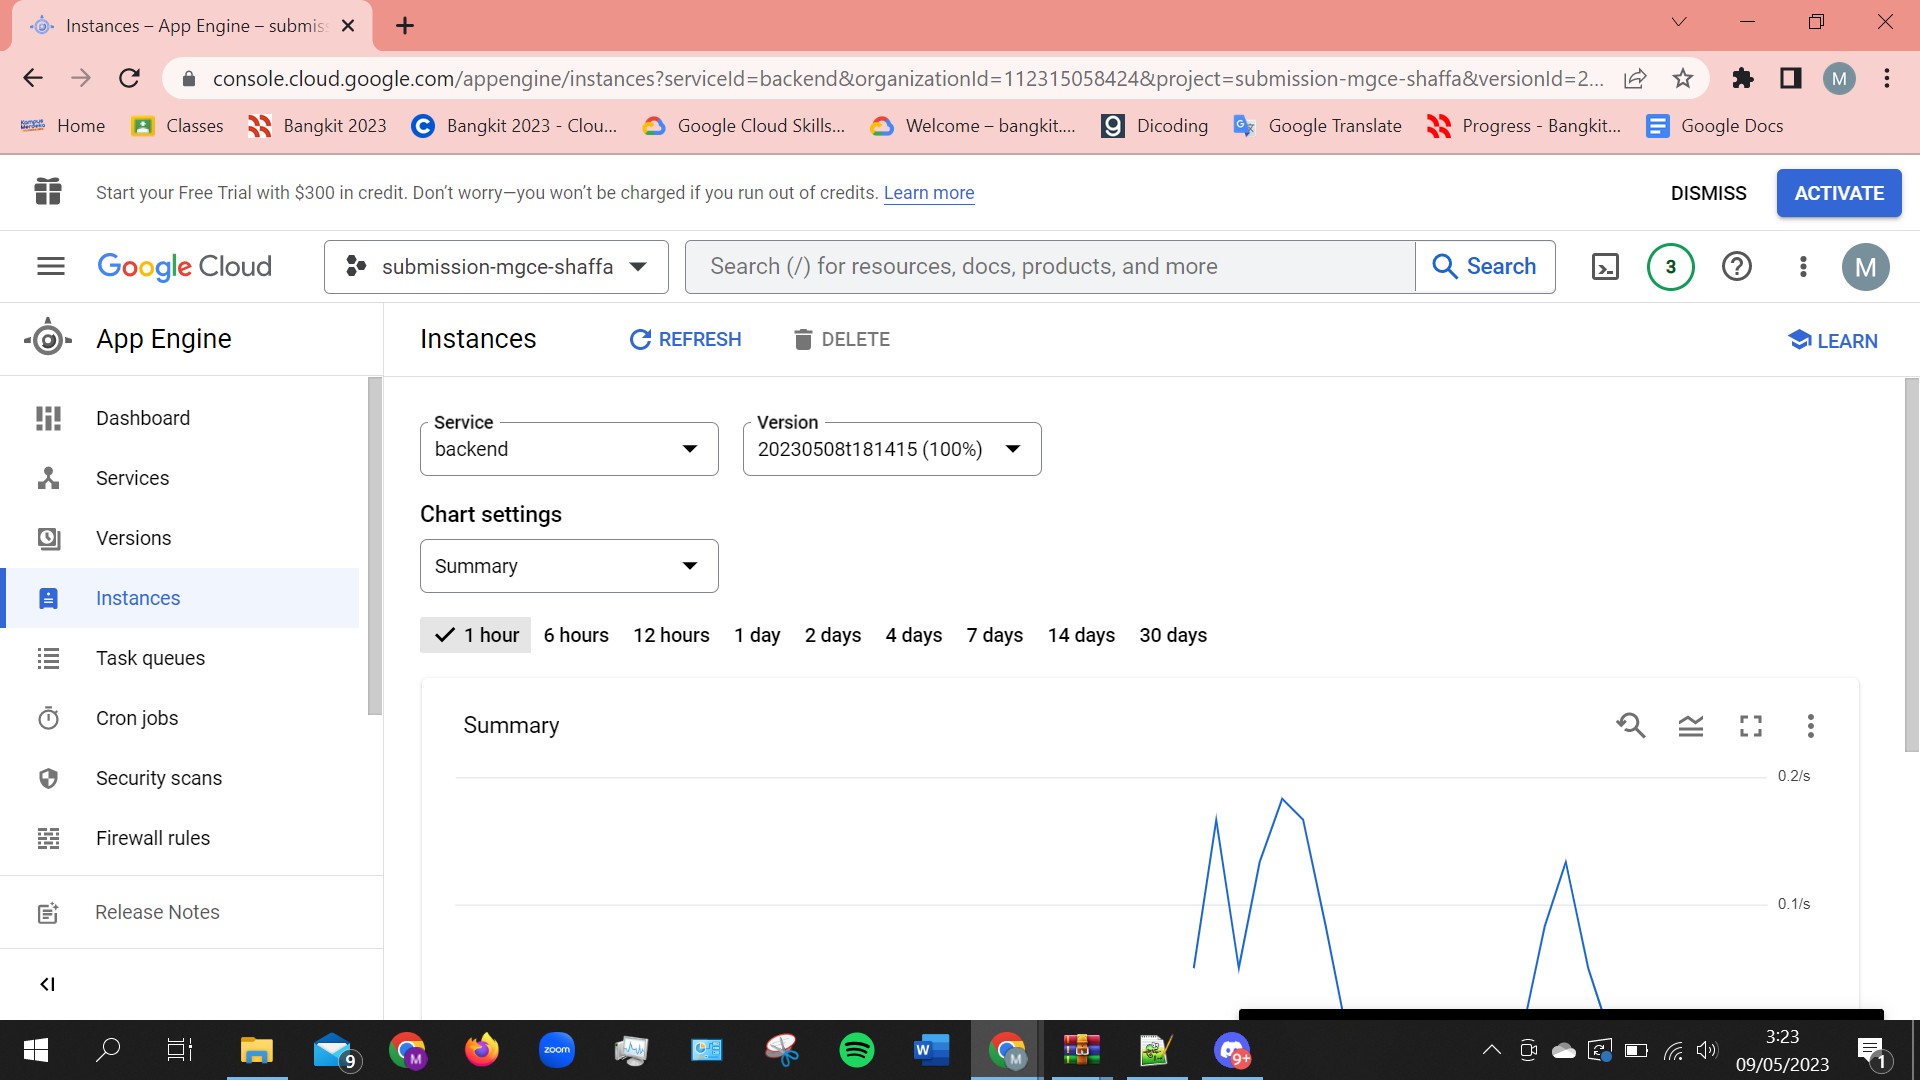 Instances – App Engine – submis
console.cloud.google.com/appengine/instances?serviceId=backend&organizationId=112315058424&project=submission-mgce-shaffa&versionId=2...
M
Kampus Merdeka
Home
Classes
Bangkit 2023
Bangkit 2023 - Clou...
Google Cloud Skills...
Welcome – bangkit....
Dicoding
Google Translate
Progress - Bangkit...
Google Docs
Start your Free Trial with $300 in credit. Don't worry—you won't be charged if you run out of credits. Learn more
DISMISS
ACTIVATE
Google Cloud
submission-mgce-shaffa
Search (/) for resources, docs, products, and more
Search
3
M
App Engine
Instances
REFRESH
DELETE
LEARN
Dashboard
Services
Versions
Instances
Task queues
Cron jobs
Security scans
Firewall rules
Release Notes
Service
backend
Version
20230508t181415 (100%)
Chart settings
Summary
1 hour
6 hours
12 hours
1 day
2 days
4 days
7 days
14 days
30 days
Summary
0.2/s
0.1/s
9
M
zoom
W
M
9+
3:23
09/05/2023
1